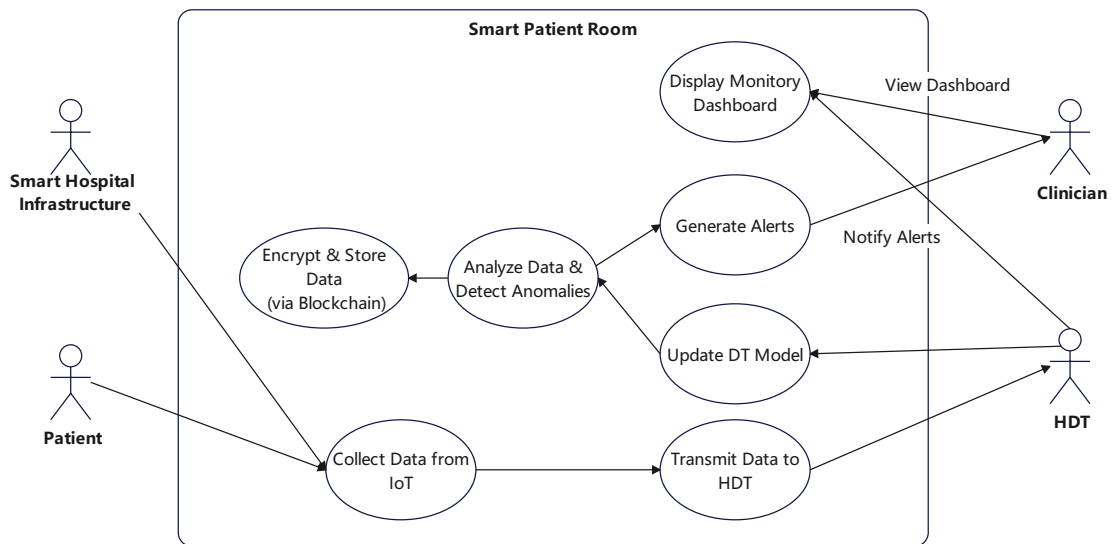 Smart Patient Room
Display Monitory
Dashboard
View Dashboard
Smart Hospital
Infrastructure
Clinician
Generate Alerts
Notify Alerts
Encrypt & Store
Data
(via Blockchain)
Analyze Data &
Detect Anomalies
Update DT Model
Patient
HDT
Collect Data from
IoT
Transmit Data to
HDT